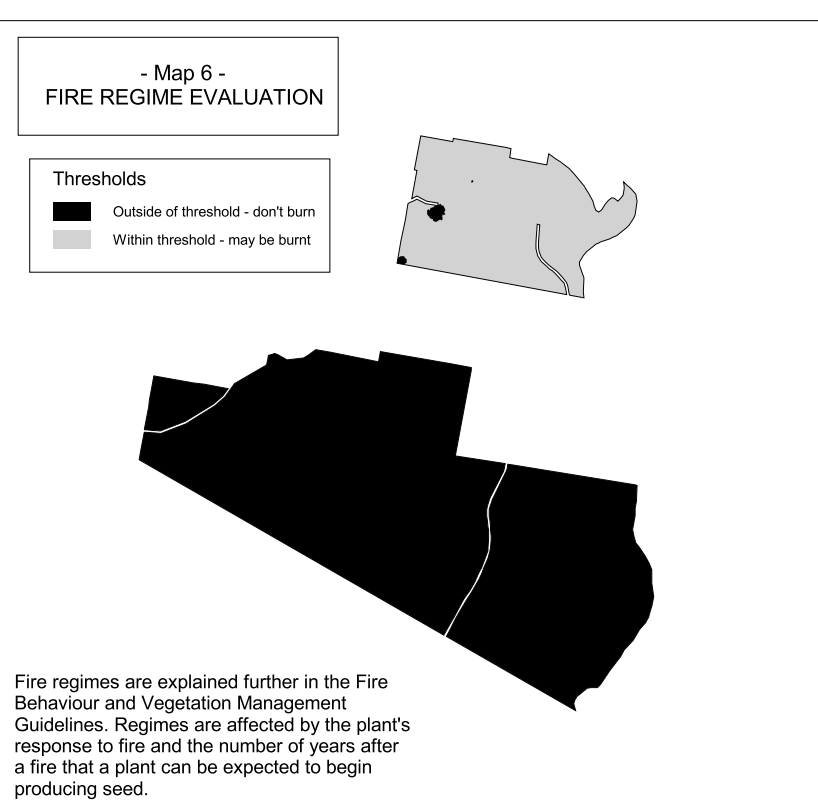 - Map 6 -
FIRE REGIME EVALUATION
Thresholds
Outside of threshold - don't burn
Within threshold - may be burnt
Fire regimes are explained further in the Fire
Behaviour and Vegetation Management
Guidelines. Regimes are affected by the plant's
response to fire and the number of years after
a fire that a plant can be expected to begin
producing seed.